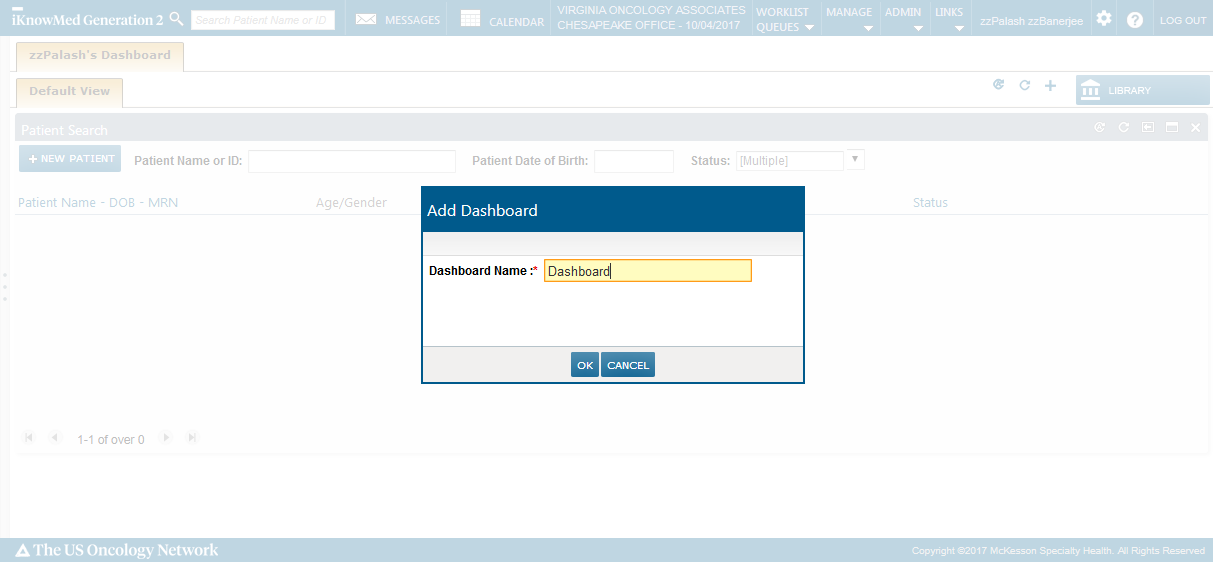 iKnowMed Generation 2
Search Patient Name or ID
MESSAGES
CALENDAR
VIRGINIA ONCOLOGY ASSOCIATES
CHESAPEAKE OFFICE - 10/04/2017
WORKLIST
QUEUES
MANAGE
ADMIN
LINKS
zzPalash zzBanerjee
?
LOG OUT
zzPalash's Dashboard
Default View
LIBRARY
Patient Search
+ NEW PATIENT
Patient Name or ID:
Patient Date of Birth:
Status:
[Multiple]
Patient Name - DOB - MRN
Age/Gender
Status
Add Dashboard
Dashboard Name :*
Dashboard
OK
CANCEL
1-1 of over 0
The US Oncology Network
Copyright ©2017 McKesson Specialty Health. All Rights Reserved